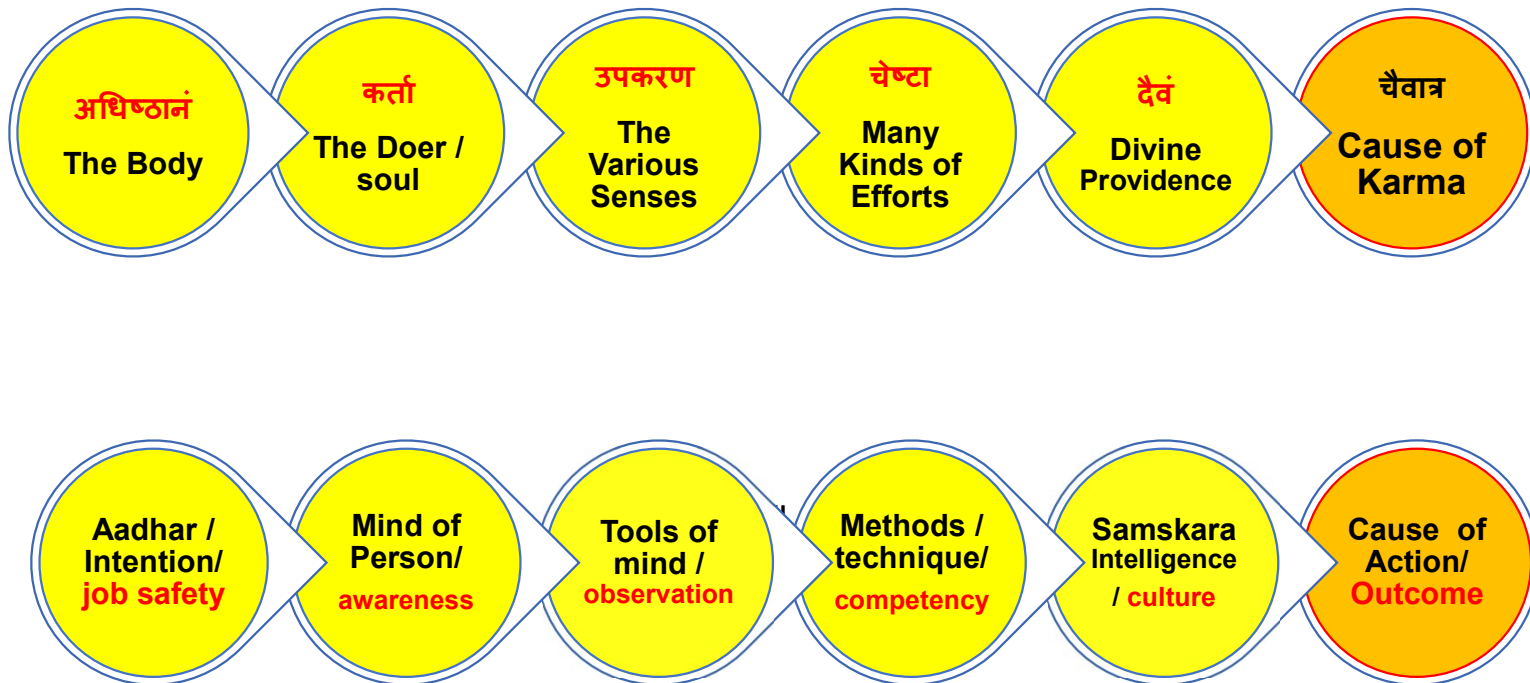 अधिष्ठानं
The Body
कर्ता
The Doer /
soul
उपकरण
The
Various
Senses
चेष्टा
Many
Kinds of
Efforts
दैवं
Divine
Providence
चैवात्र
Cause of
Karma
Aadhar /
Intention/
job safety
Mind of
Person/
awareness
Tools of
mind /
observation
Methods /
technique/
competency
Samskara
Intelligence
/ culture
Cause of
Action/
Outcome